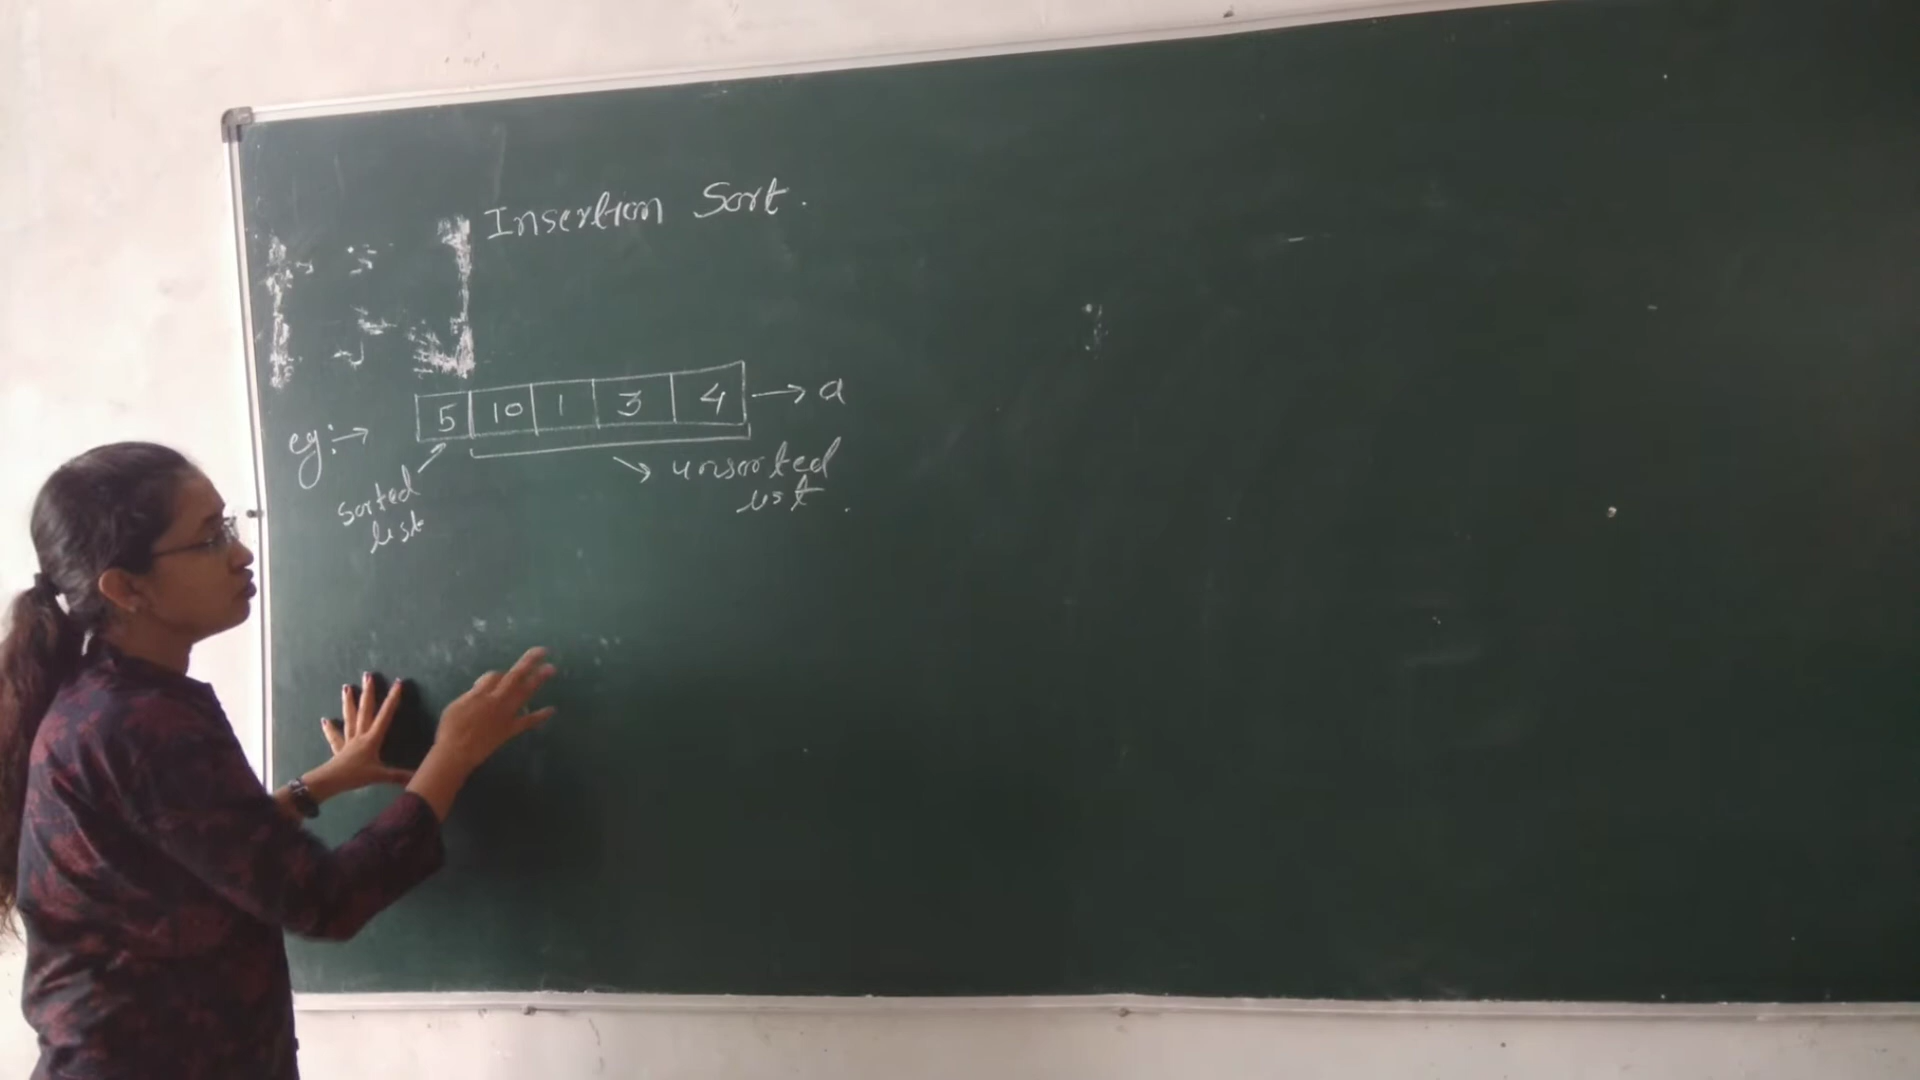 Insertion Sort.
eg:→ 5 10 1 3 4 → a
sorted list
unsorted list.